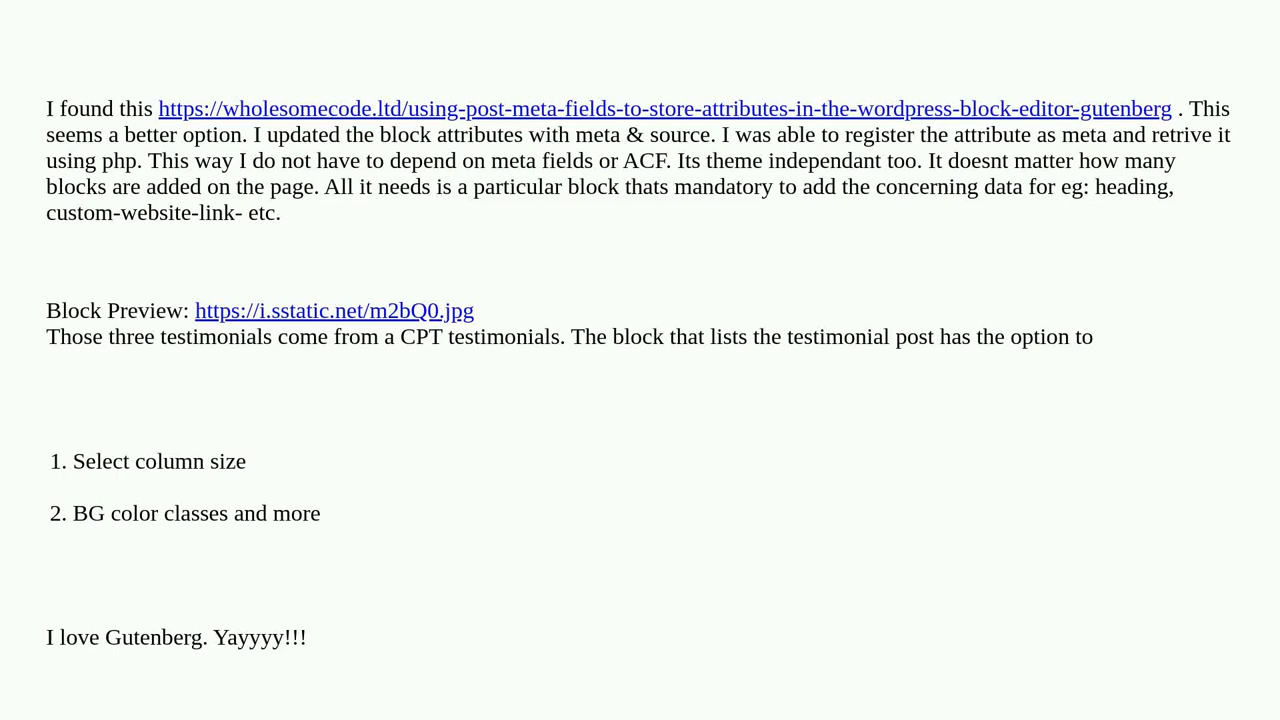 I found this https://wholesomecode.ltd/using-post-meta-fields-to-store-attributes-in-the-wordpress-block-editor-gutenberg . This
seems a better option. I updated the block attributes with meta & source. I was able to register the attribute as meta and retrive it
using php. This way I do not have to depend on meta fields or ACF. Its theme independant too. It doesnt matter how many
blocks are added on the page. All it needs is a particular block thats mandatory to add the concerning data for eg: heading,
custom-website-link- etc.
Block Preview: https://i.sstatic.net/m2bQ0.jpg
Those three testimonials come from a CPT testimonials. The block that lists the testimonial post has the option to
1. Select column size
2. BG color classes and more
I love Gutenberg. Yayyyy!!!